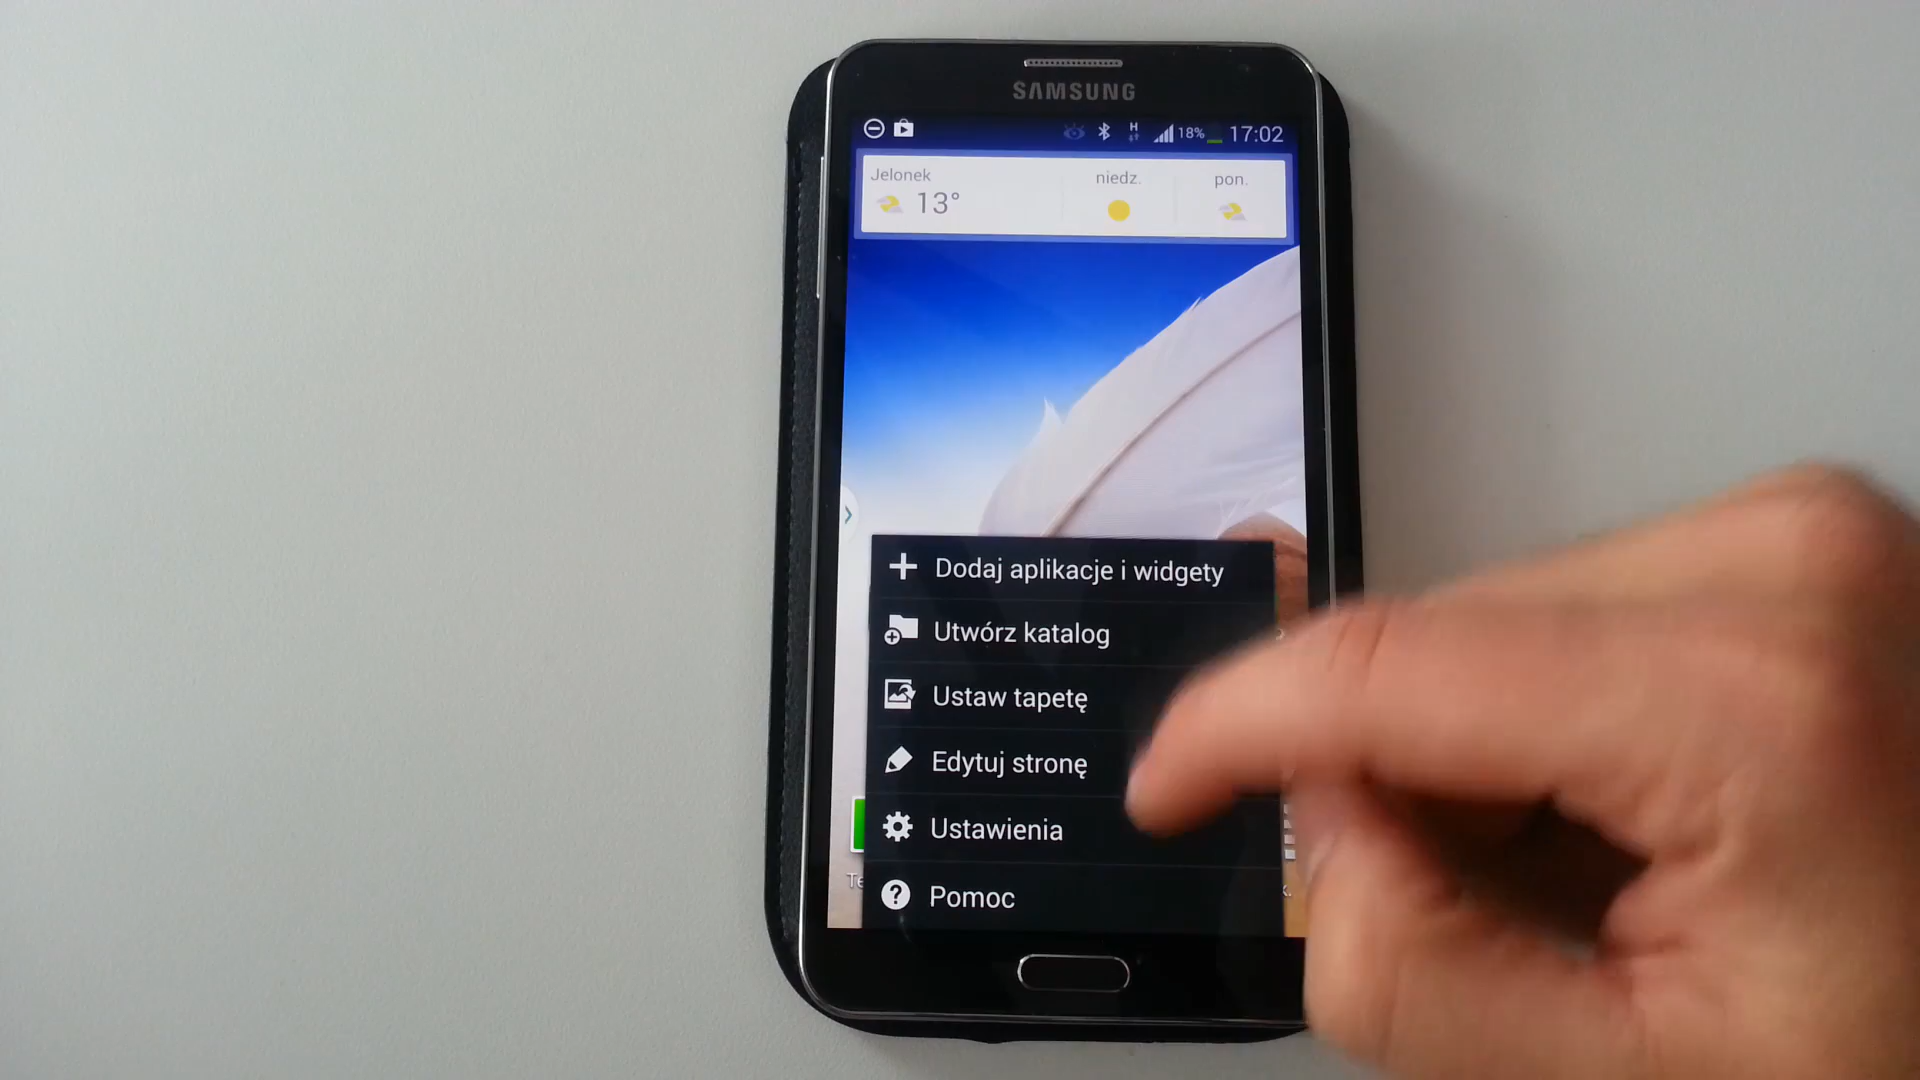 SAMSUNG
H 18% 17:02
Jelonek
13°
niedz.
pon.
Dodaj aplikacje i widgety
Utwórz katalog
Ustaw tapetę
Edytuj stronę
Ustawienia
Pomoc
Te
k.